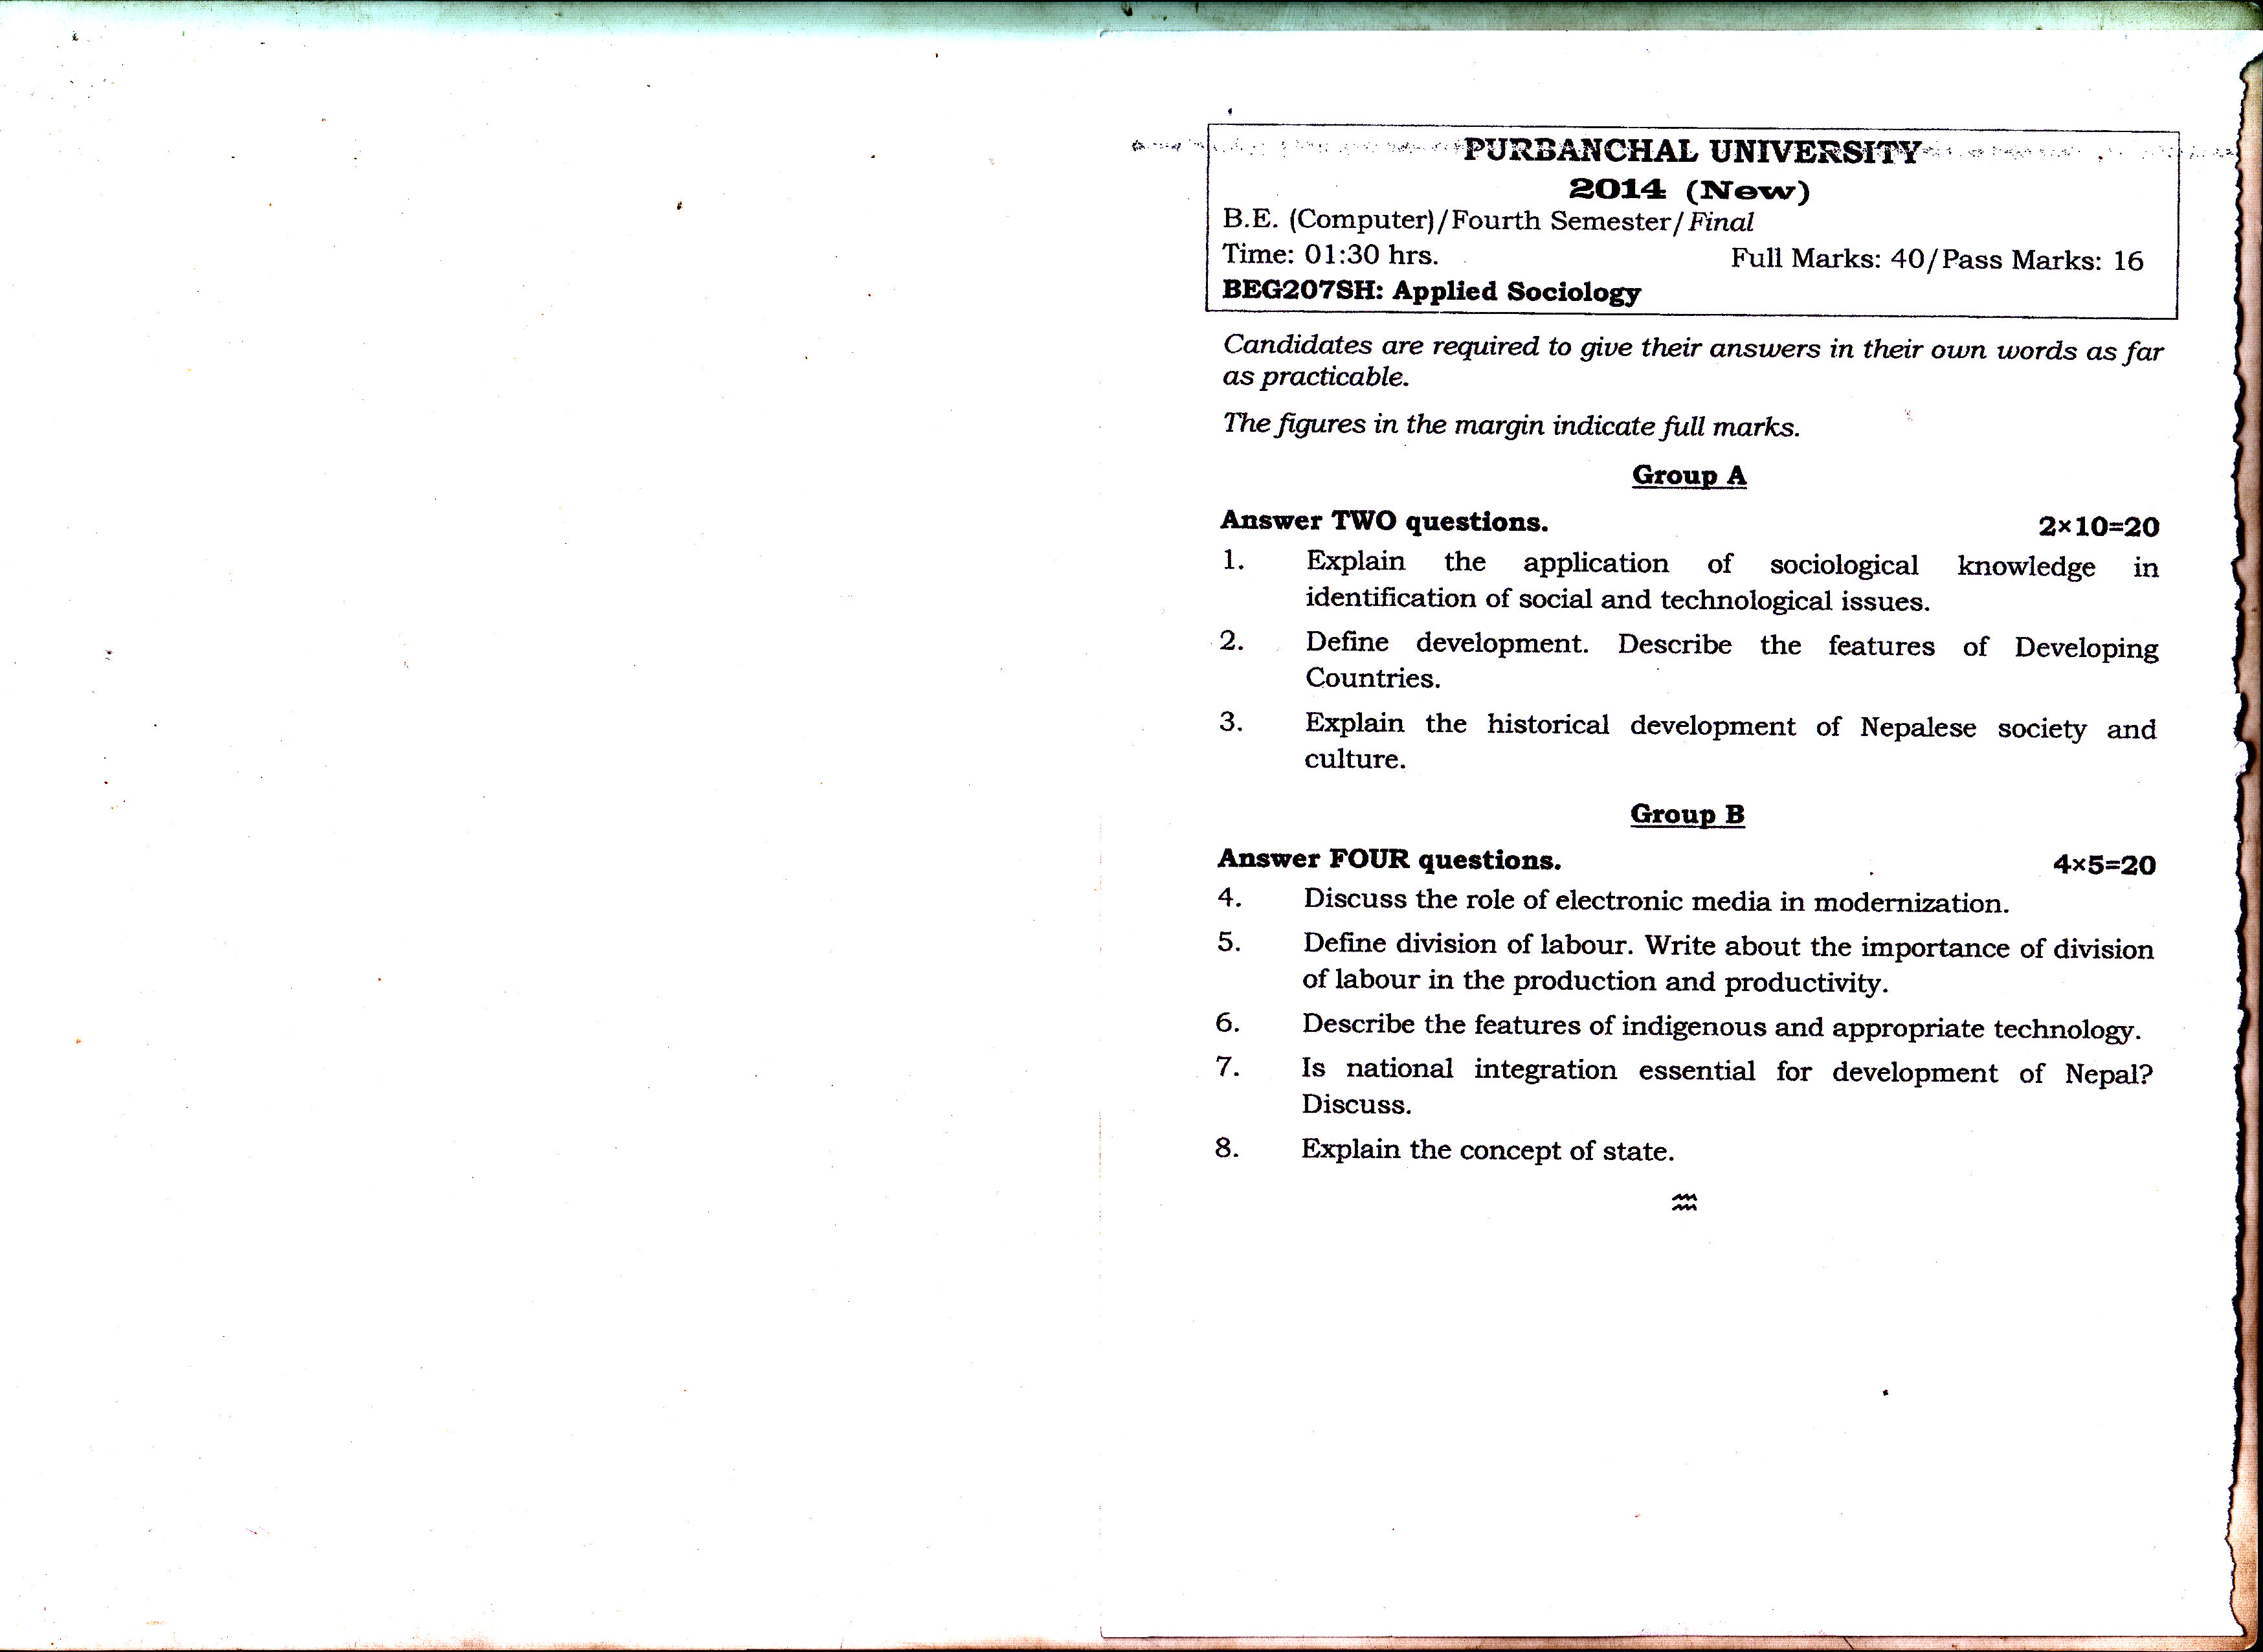 PURBANCHAL UNIVERSITY
2014 (New)
B.E. (Computer)/Fourth Semester/Final
Time: 01:30 hrs. Full Marks: 40/Pass Marks: 16
BEG207SH: Applied Sociology
Candidates are required to give their answers in their own words as far
as practicable.
The figures in the margin indicate full marks.
Group A
Answer TWO questions. 2×10=20
1. Explain the application of sociological knowledge in
identification of social and technological issues.
2. Define development. Describe the features of Developing
Countries.
3. Explain the historical development of Nepalese society and
culture.
Group B
Answer FOUR questions. 4×5=20
4. Discuss the role of electronic media in modernization.
5. Define division of labour. Write about the importance of division
of labour in the production and productivity.
6. Describe the features of indigenous and appropriate technology.
7. Is national integration essential for development of Nepal?
Discuss.
8. Explain the concept of state.